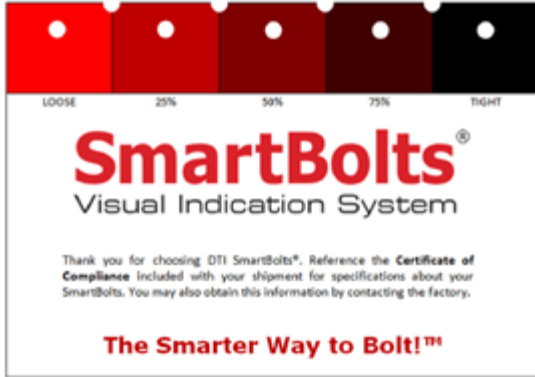 LOOSE 25% 50% 75% TIGHT
SmartBolts®
Visual Indication System
Thank you for choosing DTI SmartBolts®. Reference the Certificate of
Compliance included with your shipment for specifications about your
SmartBolts. You may also obtain this information by contacting the factory.
The Smarter Way to Bolt!™